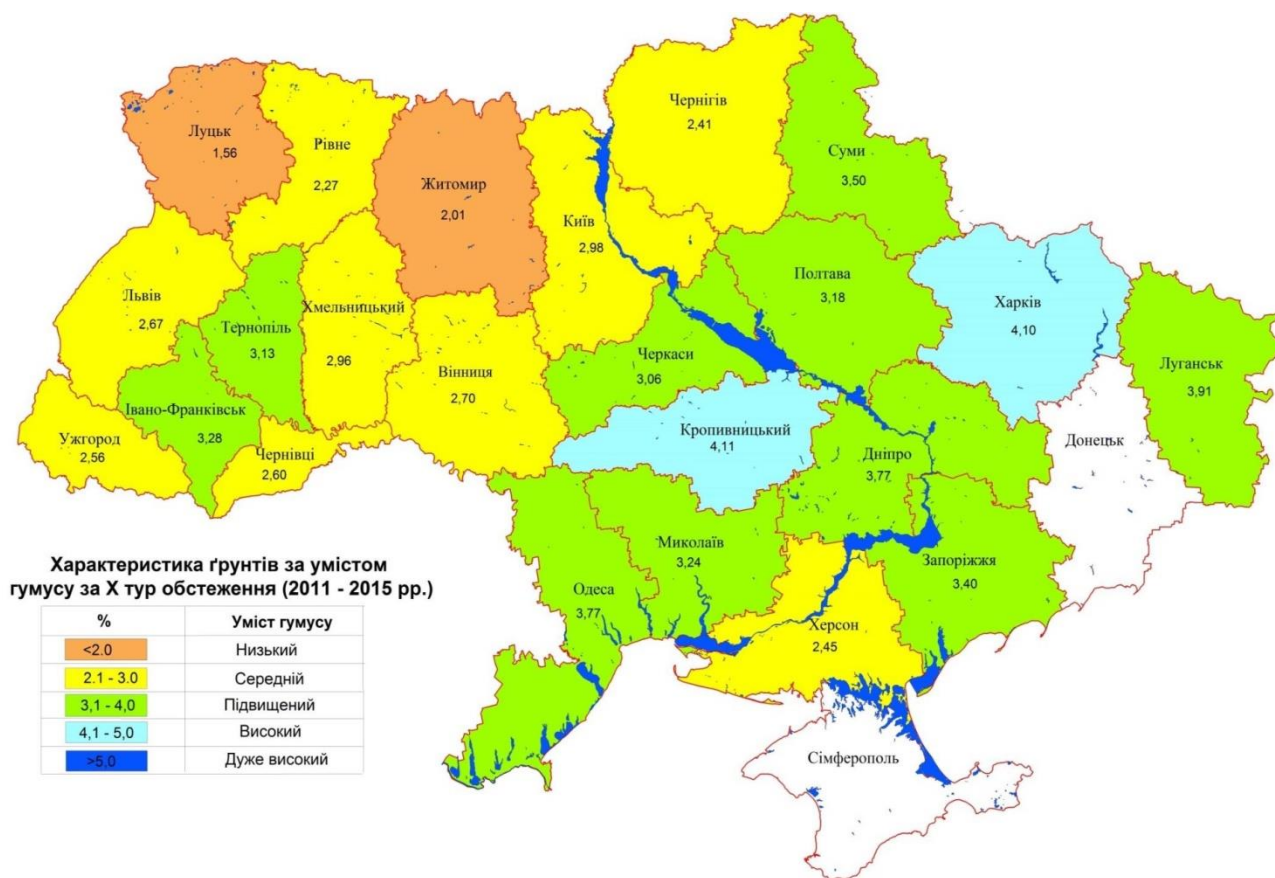 Чернігів
2,41
Луцьк
1,56
Рівне
2,27
Суми
3,50
Житомир
2,01
Київ
2,98
Полтава
3,18
Харків
4,10
Львів
2,67
Хмельницький
2,96
Тернопіль
3,13
Черкаси
3,06
Луганськ
3,91
Вінниця
2,70
Івано-Франківськ
3,28
Кропивницький
4,11
Ужгород
2,56
Чернівці
2,60
Дніпро
3,77
Донецьк
Миколаїв
3,24
Запоріжжя
3,40
Одеса
3,77
Херсон
2,45
Сімферополь
Характеристика ґрунтів за умістом
гумусу за X тур обстеження (2011 - 2015 рр.)
% Уміст гумусу
<2.0 Низький
2.1 - 3.0 Середній
3,1 - 4,0 Підвищений
4,1 - 5,0 Високий
>5,0 Дуже високий